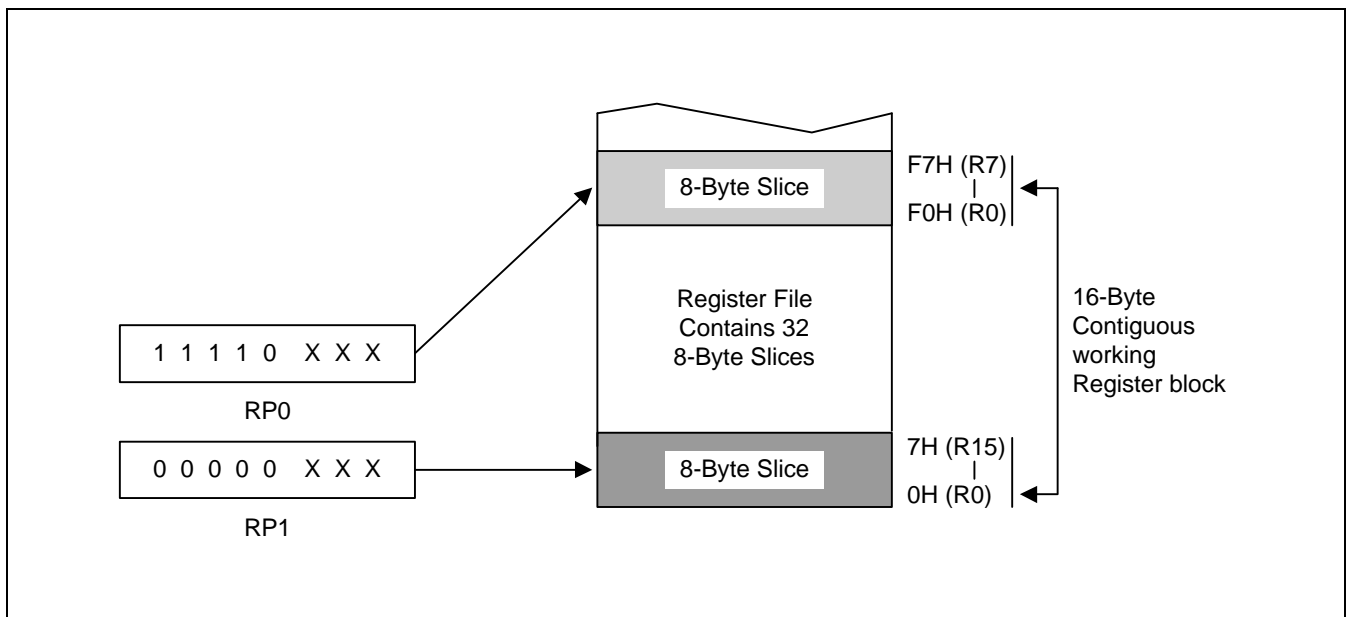 8-Byte Slice
F7H (R7)
F0H (R0)
Register File
Contains 32
8-Byte Slices
16-Byte
Contiguous
working
Register block
1 1 1 1 0 X X X
RP0
0 0 0 0 0 X X X
RP1
8-Byte Slice
7H (R15)
0H (R0)